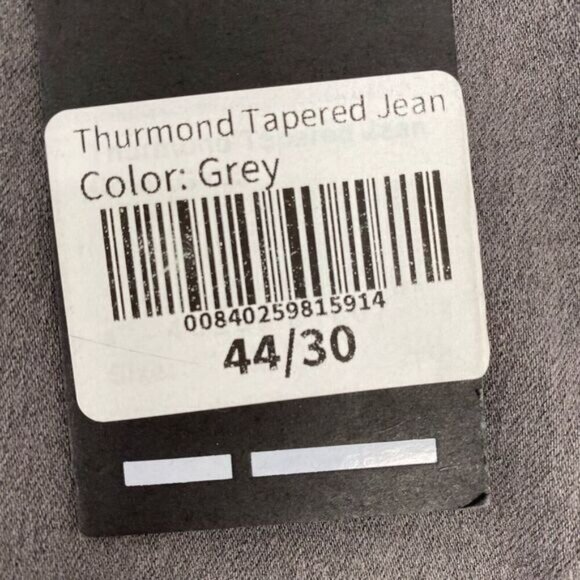 Thurmond Tapered Jean
Color: Grey
00840259815914
44/30